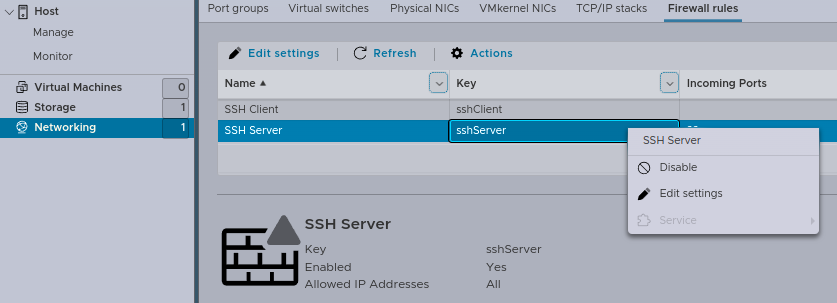 Host
Manage
Monitor
Virtual Machines 0
Storage 1
Networking 1
Port groups Virtual switches Physical NICs VMkernel NICs TCP/IP stacks Firewall rules
Edit settings Refresh Actions
Name Key Incoming Ports
SSH Client sshClient
SSH Server sshServer
SSH Server
Disable
Edit settings
Service
SSH Server
Key sshServer
Enabled Yes
Allowed IP Addresses All